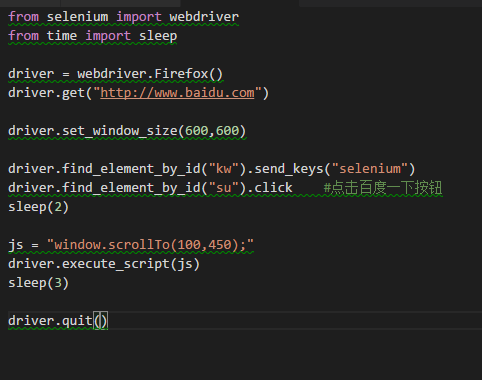 from selenium import webdriver
from time import sleep
driver = webdriver.Firefox()
driver.get("http://www.baidu.com")
driver.set_window_size(600,600)
driver.find_element_by_id("kw").send_keys("selenium")
driver.find_element_by_id("su").click    #点击百度一下按钮
sleep(2)
js = "window.scrollTo(100,450);"
driver.execute_script(js)
sleep(3)
driver.quit()